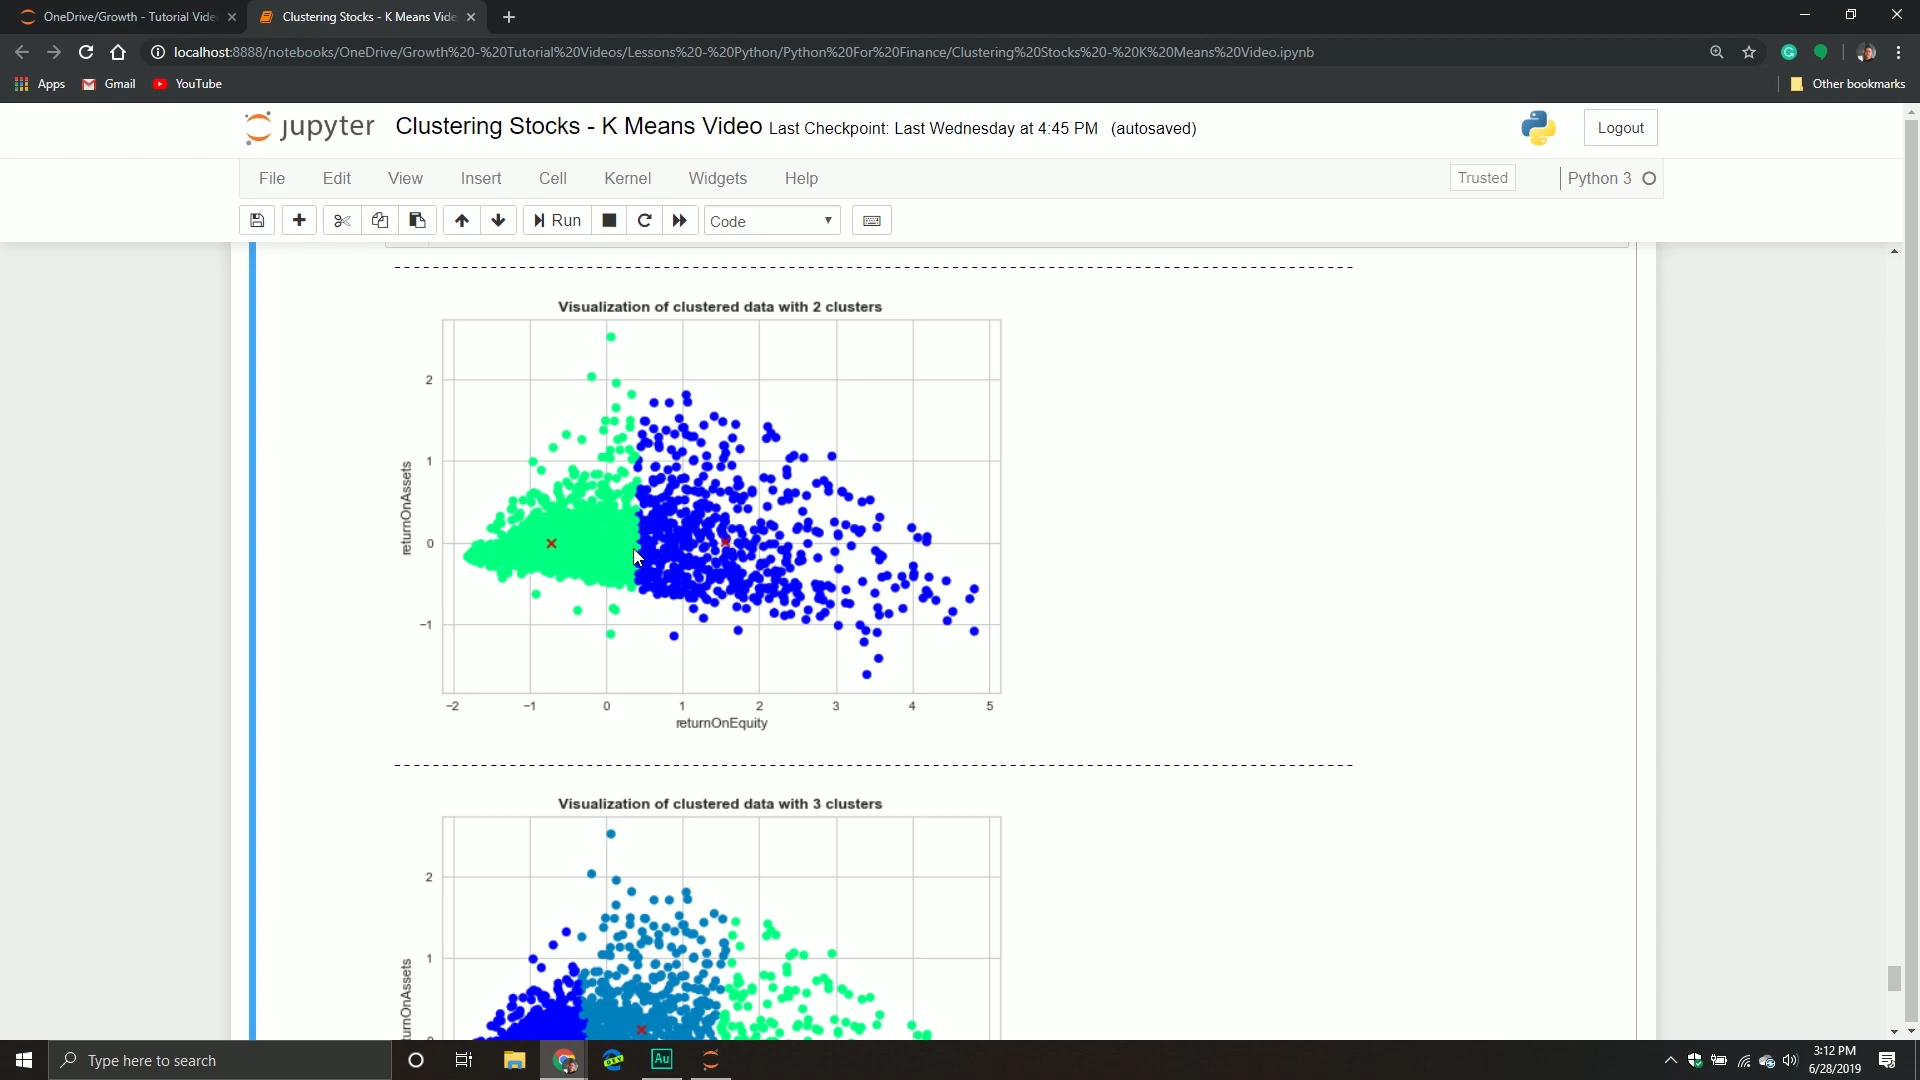 OneDrive/Growth - Tutorial Vide
Clustering Stocks - K Means Vide
localhost:8888/notebooks/OneDrive/Growth%20-%20Tutorial%20Videos/Lessons%20-%20Python/Python%20For%20Finance/Clustering%20Stocks%20-%20K%20Means%20Video.ipynb
Apps Gmail YouTube Other bookmarks
jupyter Clustering Stocks - K Means Video Last Checkpoint: Last Wednesday at 4:45 PM (autosaved) Logout
File Edit View Insert Cell Kernel Widgets Help Trusted Python 3
Run Code
Visualization of clustered data with 2 clusters
2
1
0
−1
returnOnAssets
−2 −1 0 1 2 3 4 5
returnOnEquity
Visualization of clustered data with 3 clusters
2
1
urnOnAssets
Type here to search
DEV
Au
3:12 PM
6/28/2019